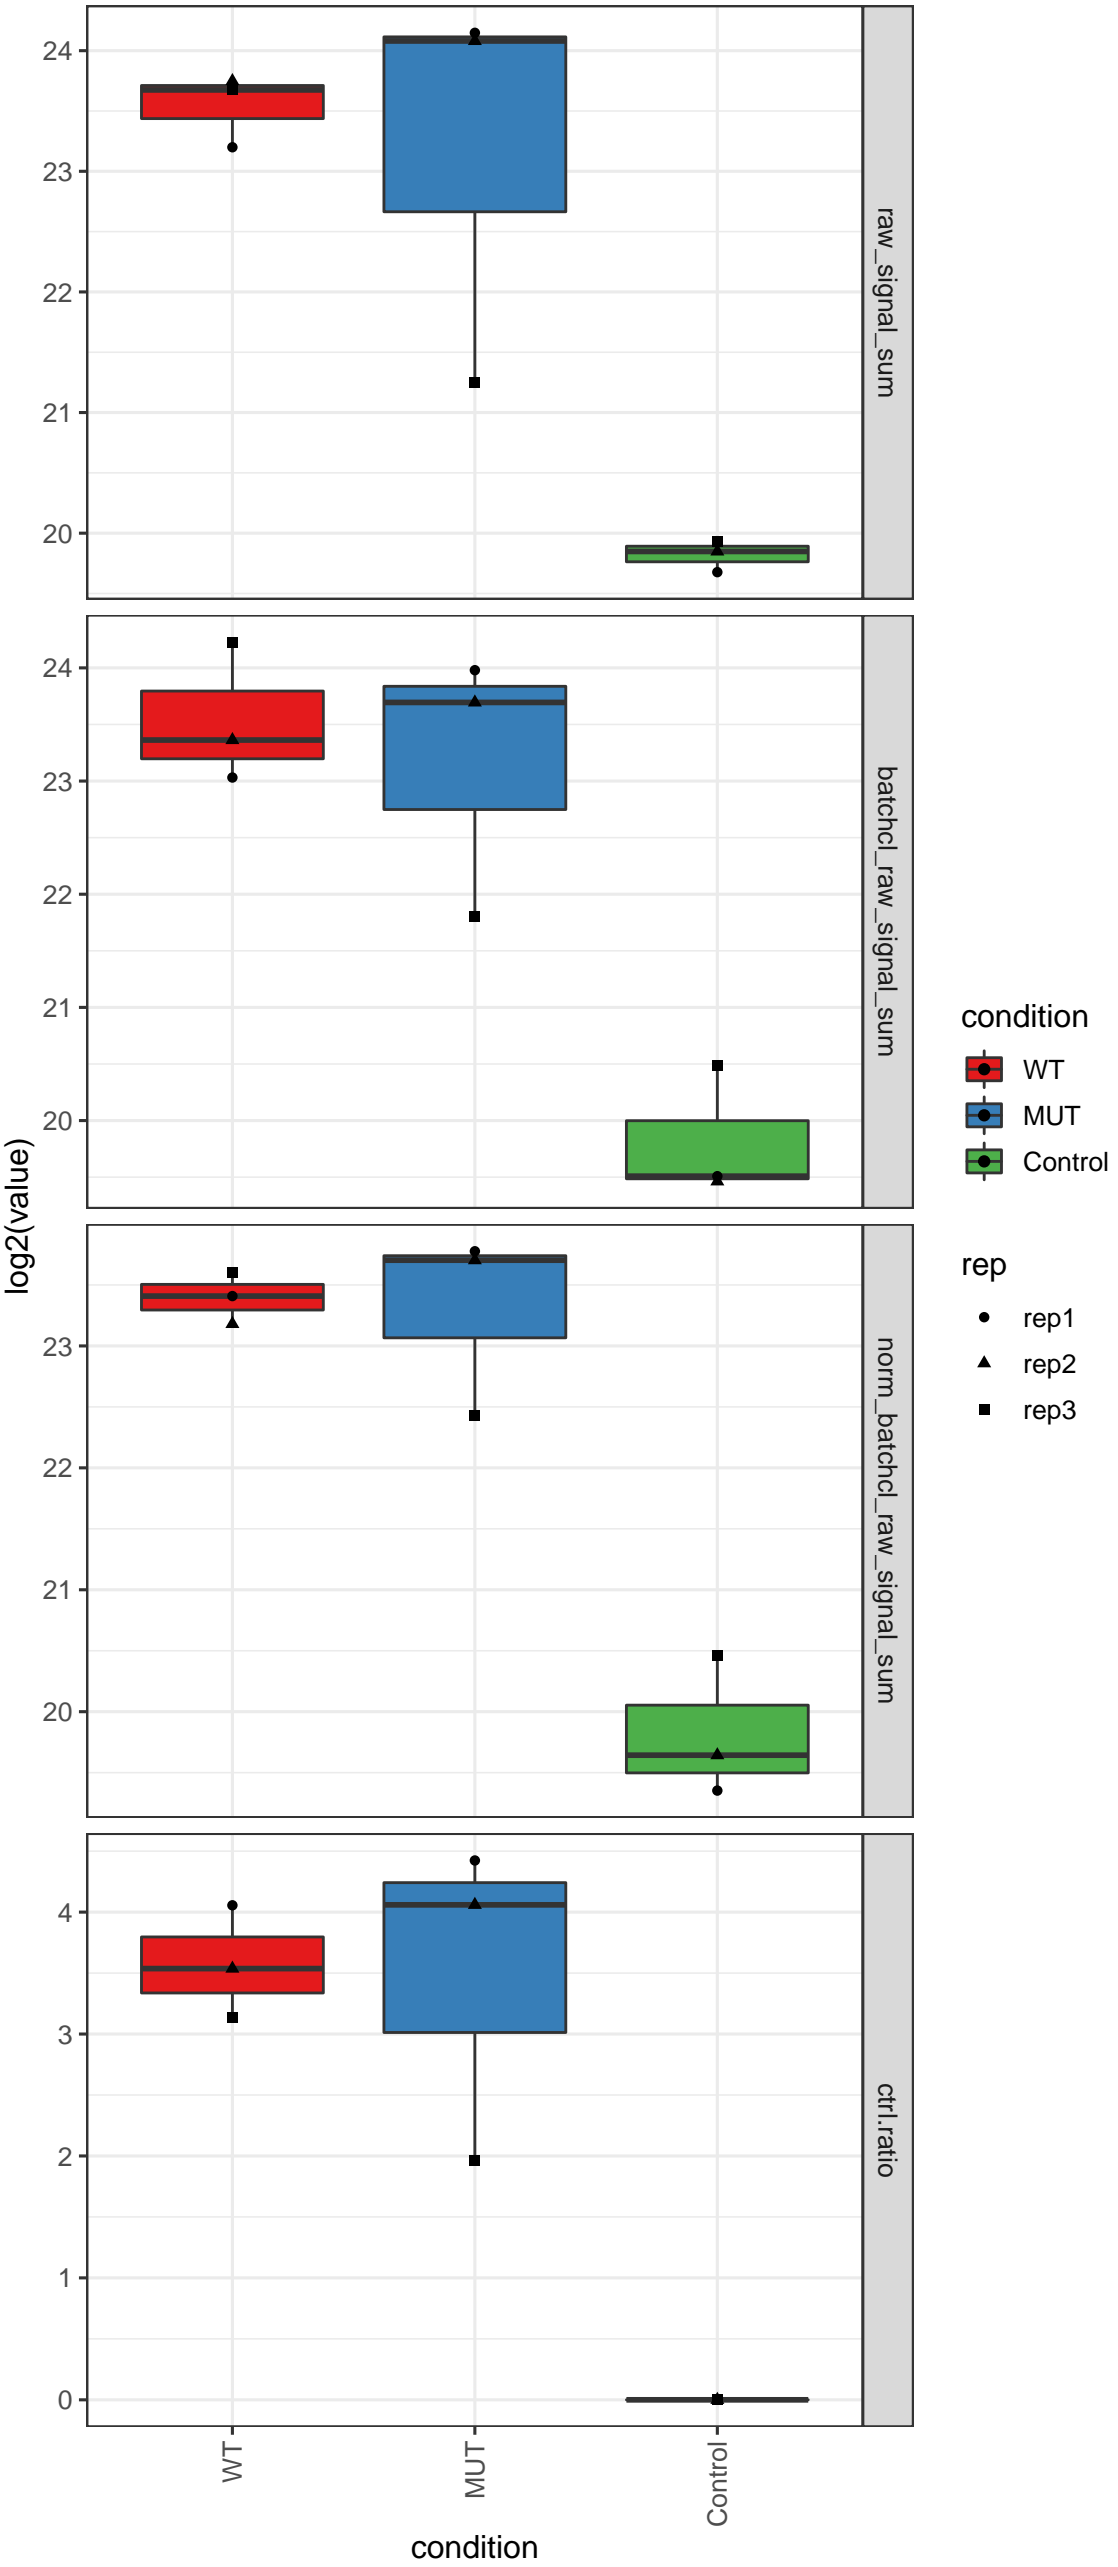 log2(value)
24
23
22
21
20
raw_signal_sum
24
23
22
21
20
batchcl_raw_signal_sum
23
22
21
20
norm_batchcl_raw_signal_sum
4
3
2
1
0
ctrl.ratio
WT
MUT
Control
condition
condition
WT
MUT
Control
rep
rep1
rep2
rep3